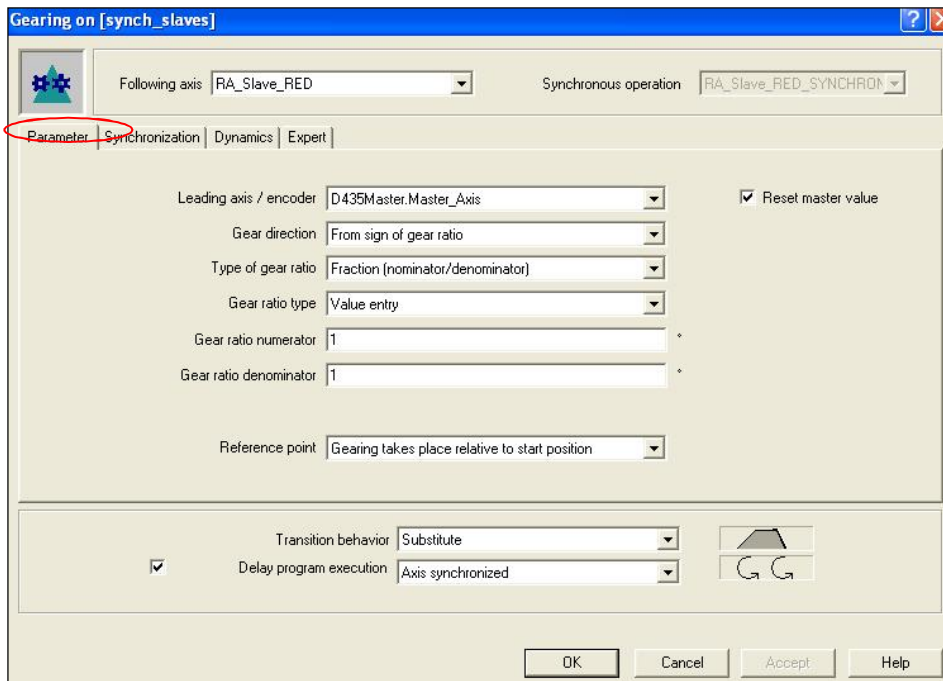 Gearing on [synch_slaves]
Following axis RA_Slave_RED Synchronous operation RA_Slave_RED_SYNCHRON
Parameter Synchronization Dynamics Expert
Leading axis / encoder D435Master.Master_Axis Reset master value
Gear direction From sign of gear ratio
Type of gear ratio Fraction (nominator/denominator)
Gear ratio type Value entry
Gear ratio numerator 1 °
Gear ratio denominator 1 °
Reference point Gearing takes place relative to start position
Transition behavior Substitute
Delay program execution Axis synchronized
OK Cancel Accept Help